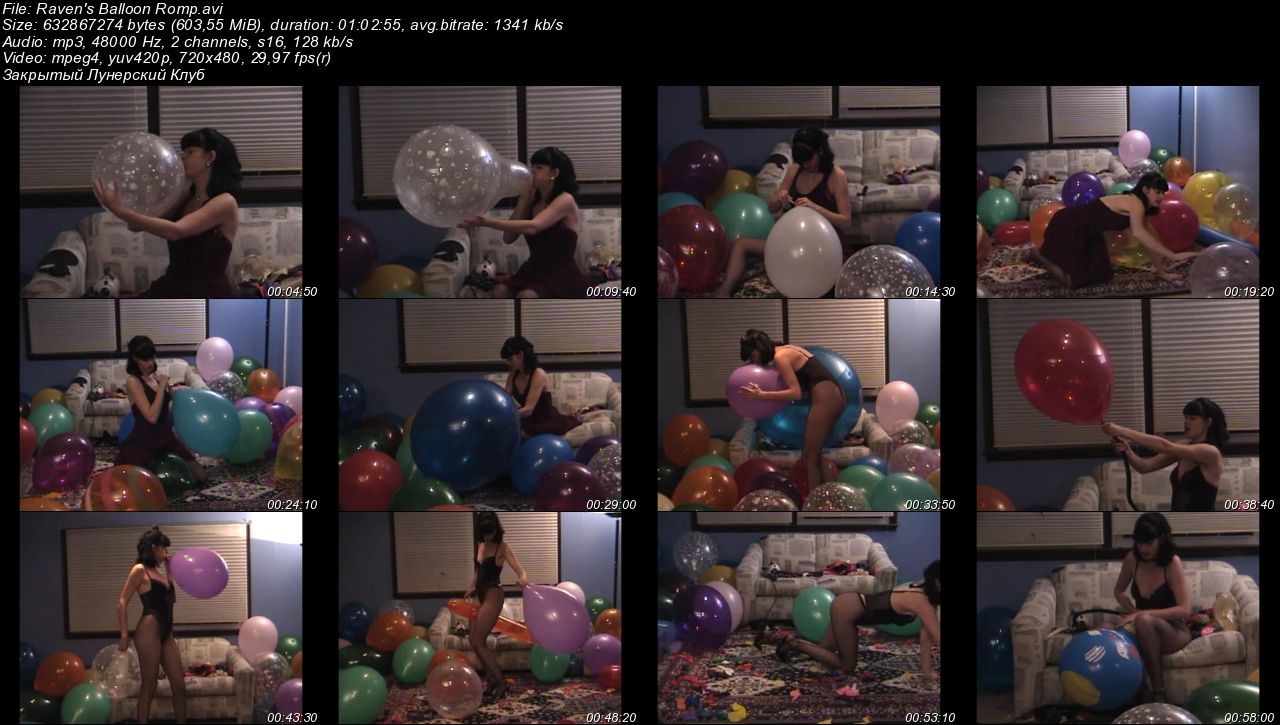 File: Raven's Balloon Romp.avi
Size: 632867274 bytes (603,55 MiB), duration: 01:02:55, avg.bitrate: 1341 kb/s
Audio: mp3, 48000 Hz, 2 channels, s16, 128 kb/s
Video: mpeg4, yuv420p, 720x480, 29,97 fps(r)
Закрытый Лунерский Клуб
00:04:50
00:09:40
00:14:30
00:19:20
00:24:10
00:29:00
00:33:50
00:38:40
00:43:30
00:48:20
00:53:10
00:58:00